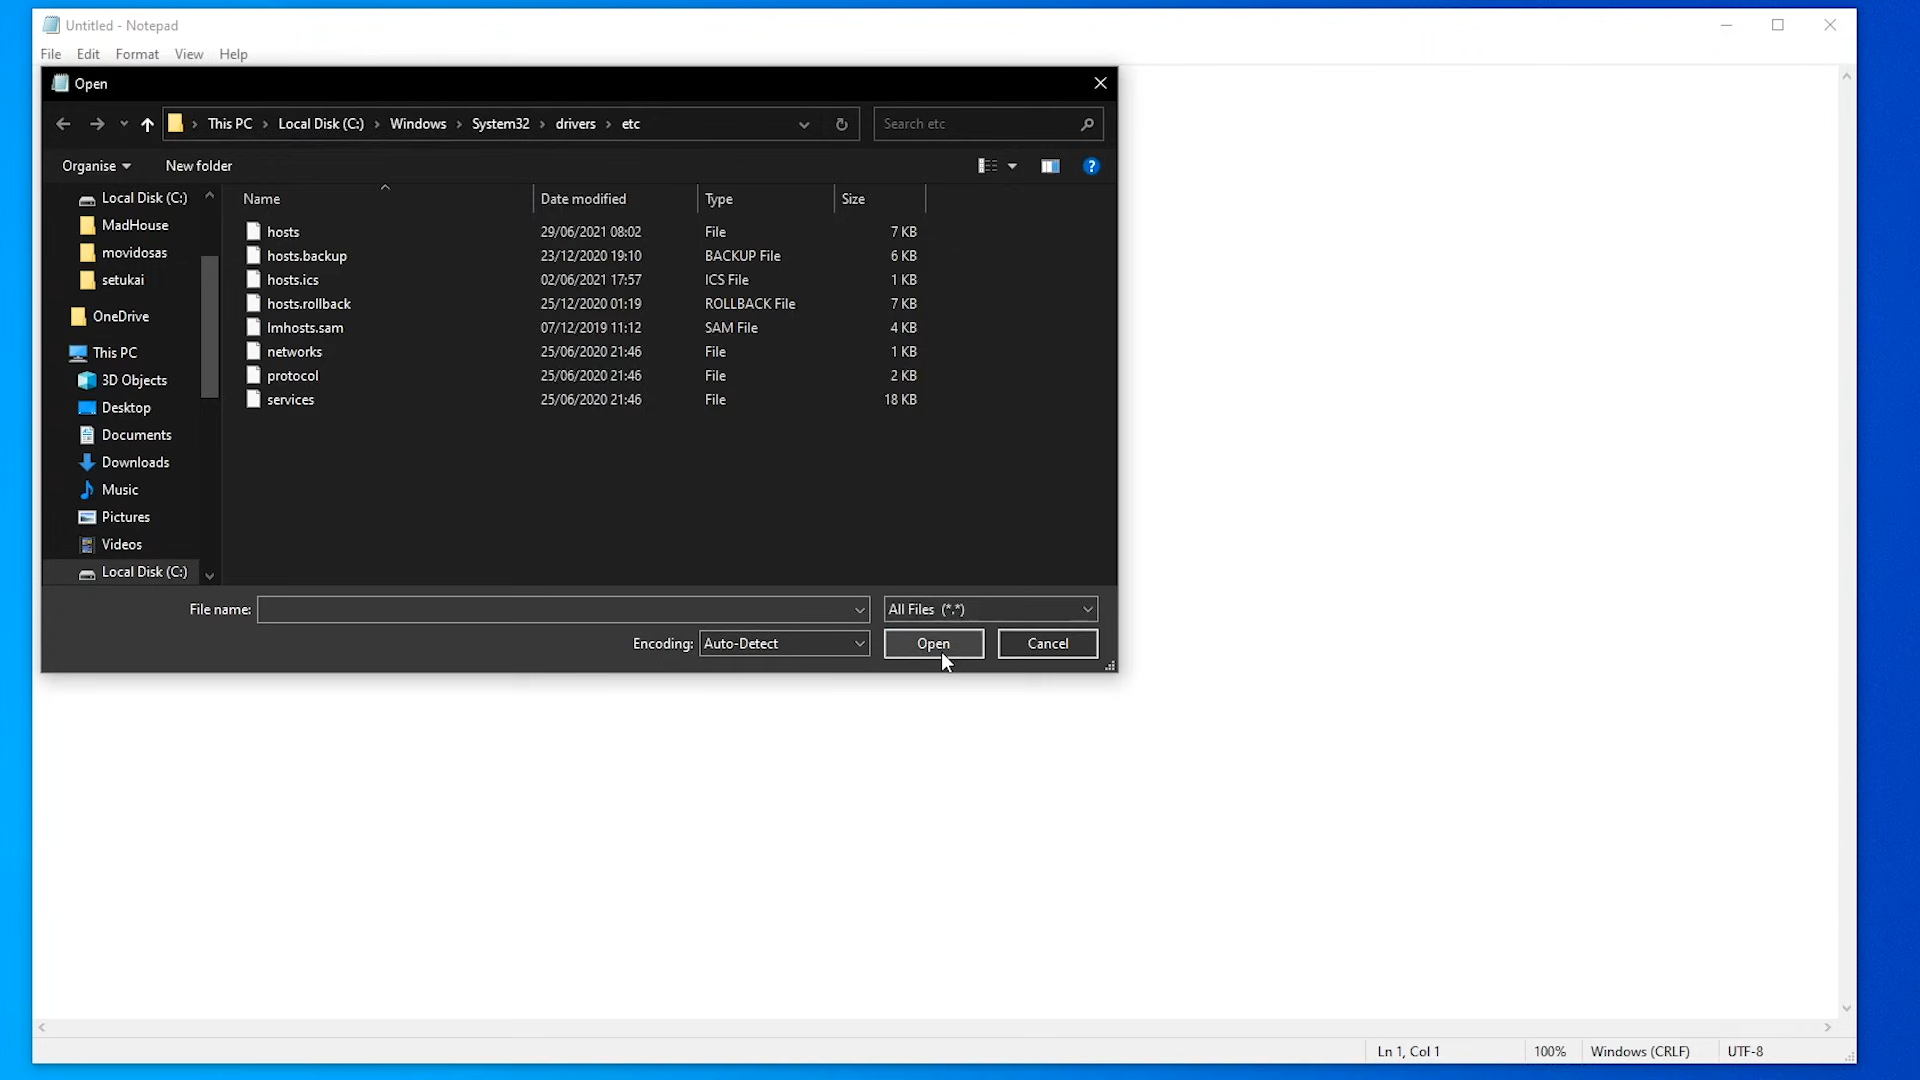 Untitled - Notepad
File Edit Format View Help
Open
This PC > Local Disk (C:) > Windows > System32 > drivers > etc
Search etc
Organise New folder
Local Disk (C:)
MadHouse
movidosas
setukai
OneDrive
This PC
3D Objects
Desktop
Documents
Downloads
Music
Pictures
Videos
Local Disk (C:)
Name Date modified Type Size
hosts 29/06/2021 08:02 File 7 KB
hosts.backup 23/12/2020 19:10 BACKUP File 6 KB
hosts.ics 02/06/2021 17:57 ICS File 1 KB
hosts.rollback 25/12/2020 01:19 ROLLBACK File 7 KB
lmhosts.sam 07/12/2019 11:12 SAM File 4 KB
networks 25/06/2020 21:46 File 1 KB
protocol 25/06/2020 21:46 File 2 KB
services 25/06/2020 21:46 File 18 KB
File name: All Files (*.*)
Encoding: Auto-Detect Open Cancel
Ln 1, Col 1 100% Windows (CRLF) UTF-8